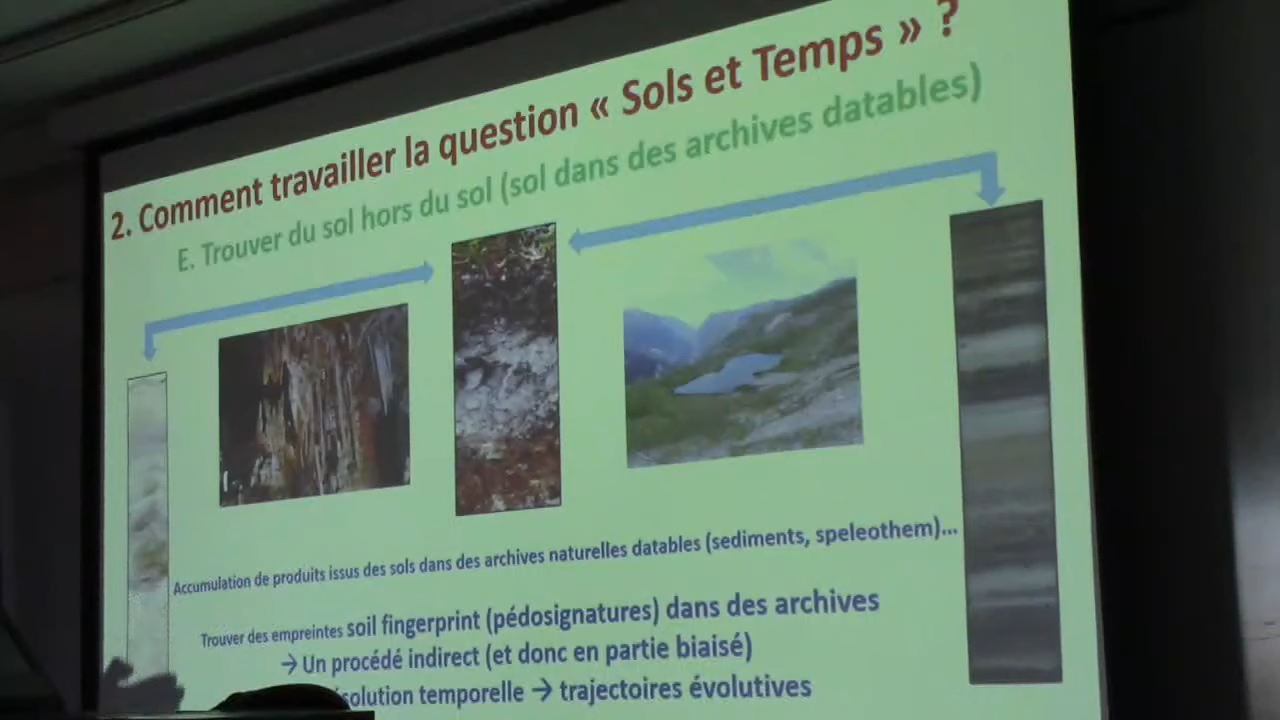 2. Comment travailler la question « Sols et Temps » ?
E. Trouver du sol hors du sol (sol dans des archives datables)
Accumulation de produits issus des sols dans des archives naturelles datables (sediments, speleothem)...
Trouver des empreintes soil fingerprint (pédosignatures) dans des archives
→ Un procédé indirect (et donc en partie biaisé)
temporelle → trajectoires évolutives